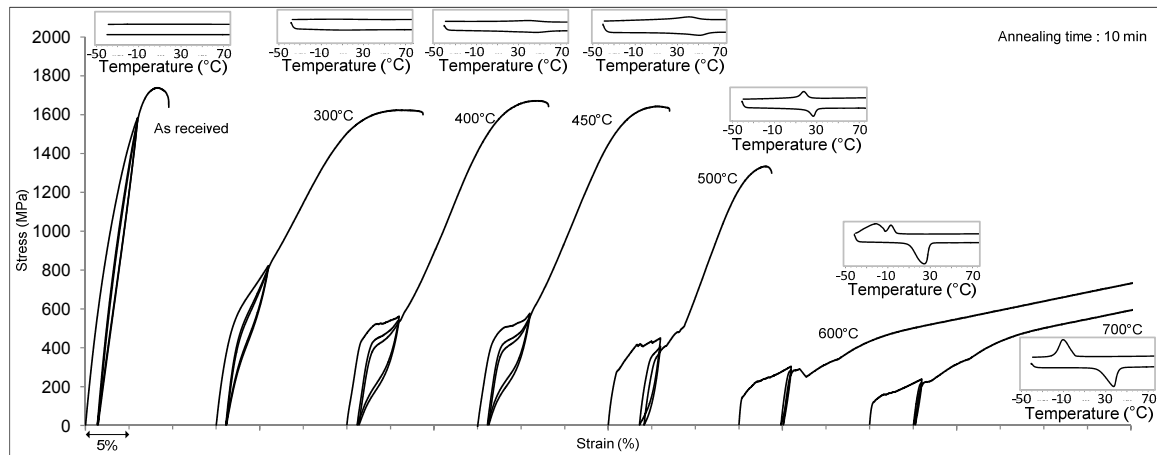 -50 -10 30 70
Temperature (°C)
-50 -10 30 70
Temperature (°C)
-50 -10 30 70
Temperature (°C)
-50 -10 30 70
Temperature (°C)
Annealing time : 10 min
2000
1800
1600
1400
1200
1000
800
600
400
200
0
Stress (MPa)
As received
300°C
400°C
450°C
-50 -10 30 70
Temperature (°C)
500°C
-50 -10 30 70
Temperature (°C)
600°C
700°C
-50 -10 30 70
Temperature (°C)
5%
Strain (%)